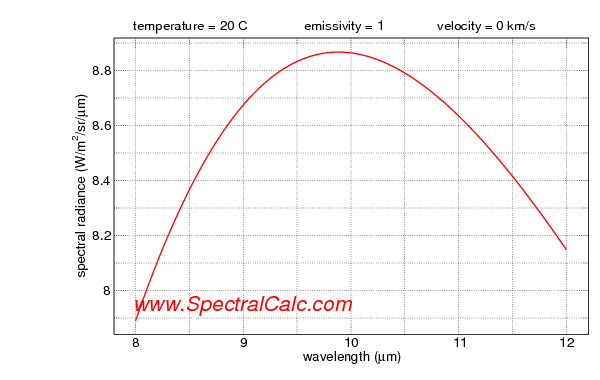 temperature = 20 C emissivity = 1 velocity = 0 km/s
8.8
8.6
8.4
8.2
8
spectral radiance (W/m²/sr/µm)
www.SpectralCalc.com
8 9 10 11 12
wavelength (µm)